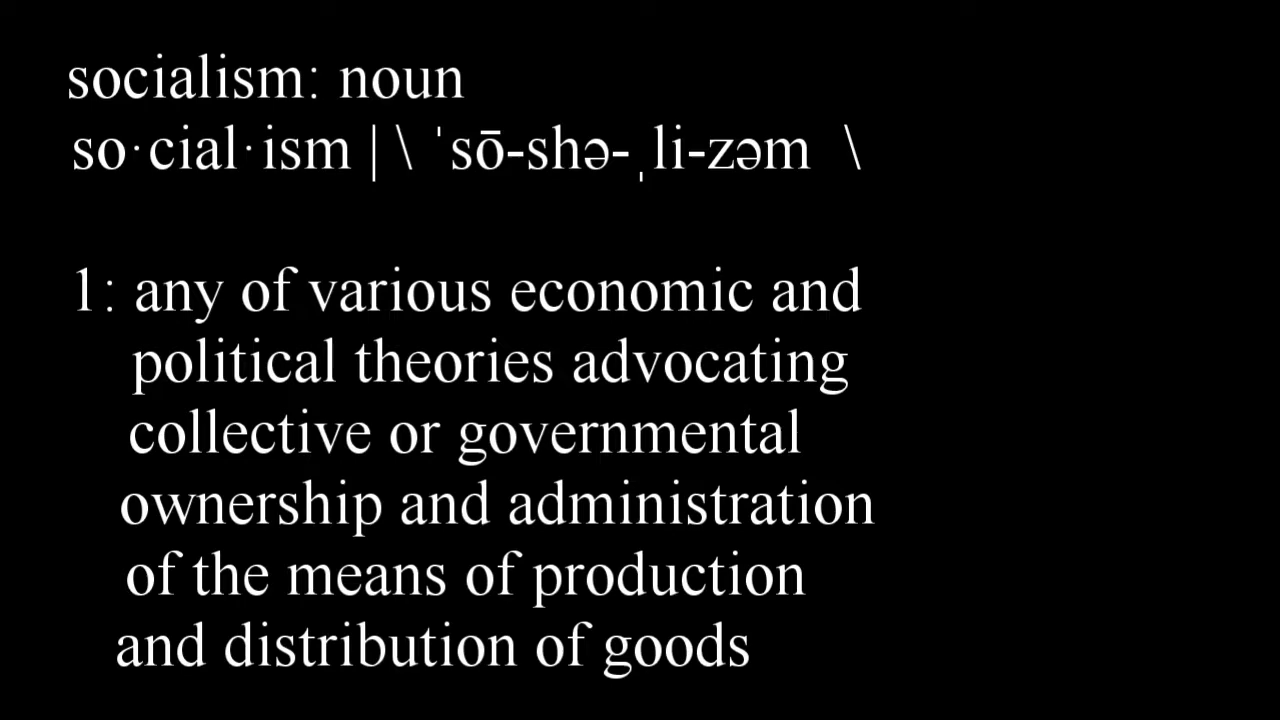 socialism: noun
so·cial·ism | \ ˈsō-shə-ˌli-zəm \
1: any of various economic and
political theories advocating
collective or governmental
ownership and administration
of the means of production
and distribution of goods